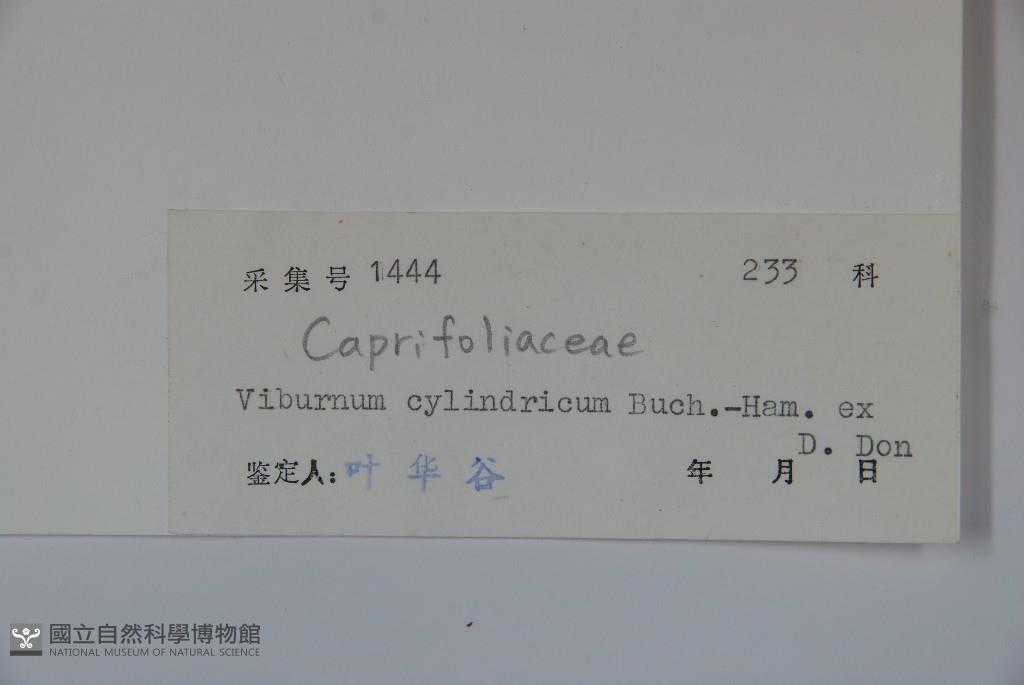 采集号 1444 233 科
Caprifoliaceae
Viburnum cylindricum Buch.-Ham. ex
D. Don
鉴定人: 叶华谷 年 月 日
國立自然科學博物館
NATIONAL MUSEUM OF NATURAL SCIENCE